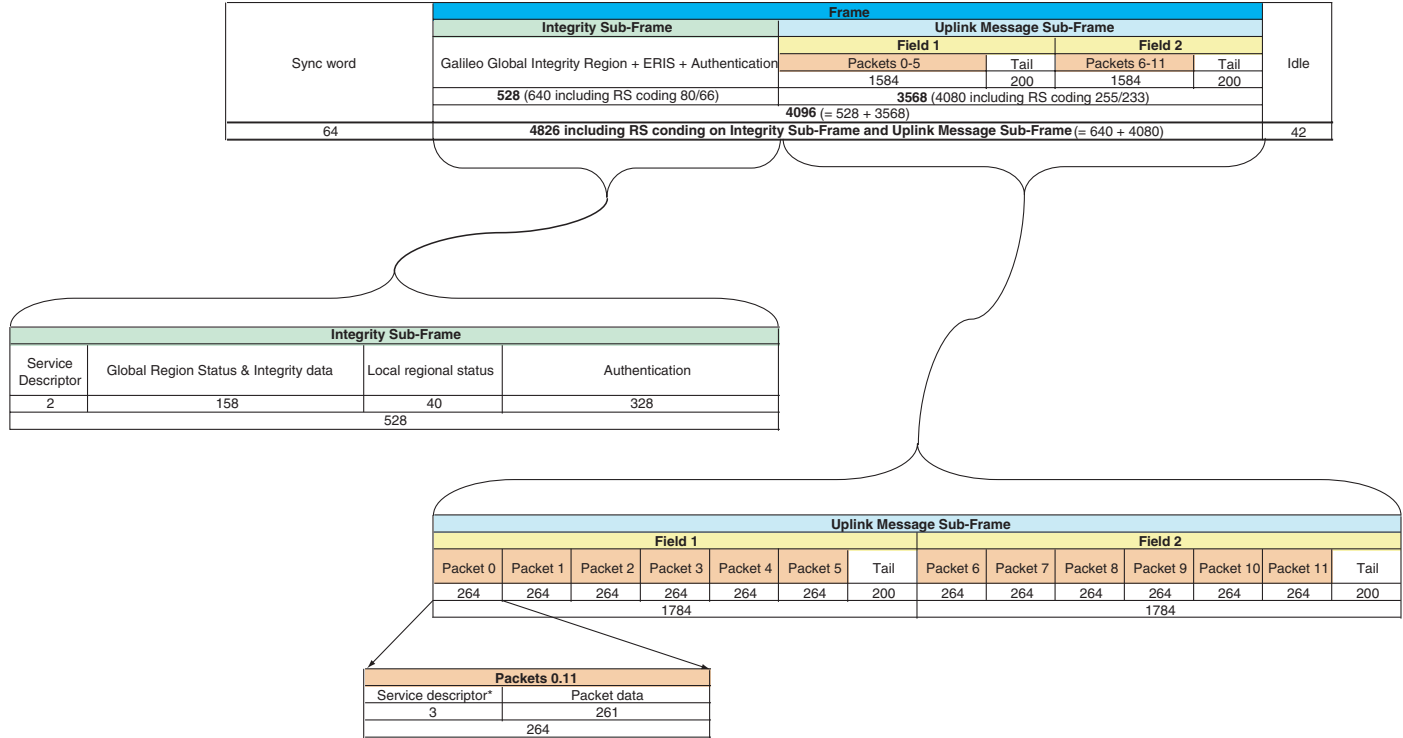 Frame
Integrity Sub-Frame Uplink Message Sub-Frame
Field 1 Field 2
Sync word Galileo Global Integrity Region + ERIS + Authentication Packets 0-5 Tail Packets 6-11 Tail Idle
1584 200 1584 200
528 (640 including RS coding 80/66) 3568 (4080 including RS coding 255/233)
4096 (= 528 + 3568)
64 4826 including RS conding on Integrity Sub-Frame and Uplink Message Sub-Frame (= 640 + 4080) 42
Integrity Sub-Frame
Service Descriptor Global Region Status & Integrity data Local regional status Authentication
2 158 40 328
528
Uplink Message Sub-Frame
Field 1 Field 2
Packet 0 Packet 1 Packet 2 Packet 3 Packet 4 Packet 5 Tail Packet 6 Packet 7 Packet 8 Packet 9 Packet 10 Packet 11 Tail
264 264 264 264 264 264 200 264 264 264 264 264 264 200
1784 1784
Packets 0.11
Service descriptor* Packet data
3 261
264